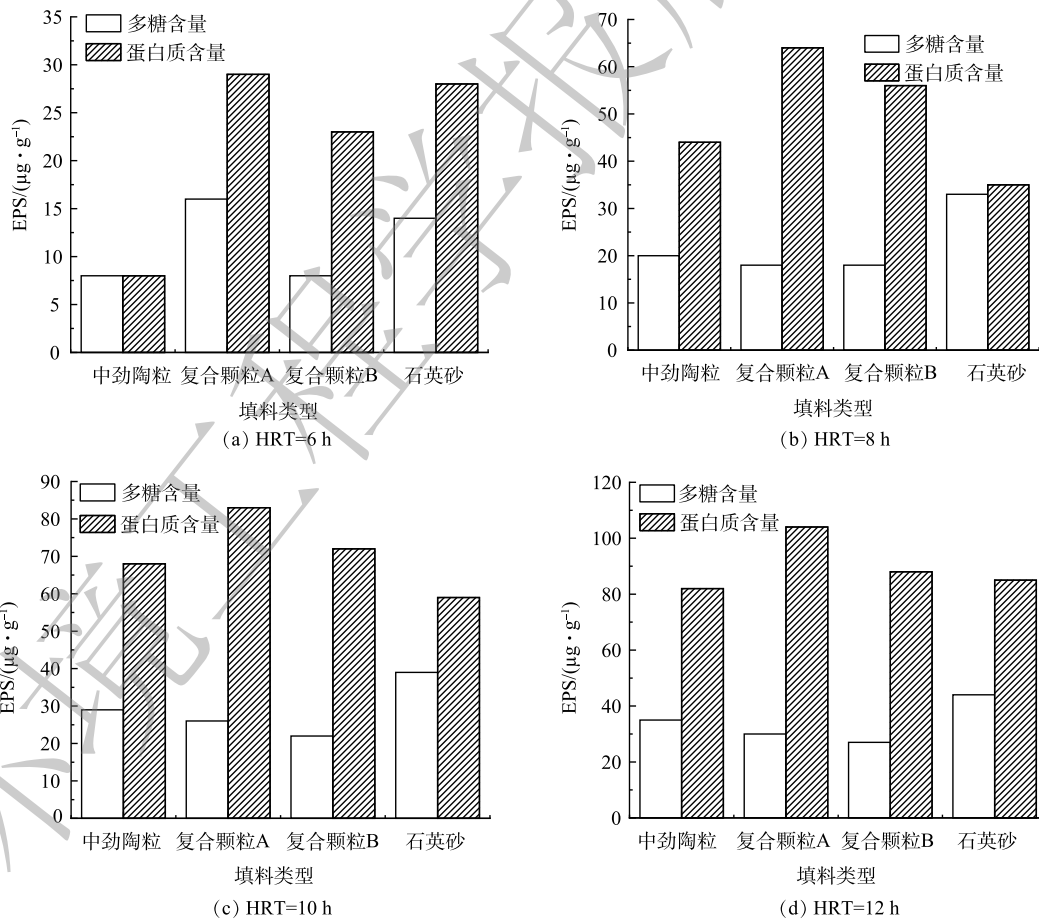 35
30
25
20
15
10
5
0
EPS/(μg·g⁻¹)
多糖含量
蛋白质含量
中劲陶粒 复合颗粒A 复合颗粒B 石英砂
填料类型
(a) HRT=6 h
70
60
50
40
30
20
10
0
EPS/(μg·g⁻¹)
多糖含量
蛋白质含量
中劲陶粒 复合颗粒A 复合颗粒B 石英砂
填料类型
(b) HRT=8 h
90
80
70
60
50
40
30
20
10
0
EPS/(μg·g⁻¹)
多糖含量
蛋白质含量
中劲陶粒 复合颗粒A 复合颗粒B 石英砂
填料类型
(c) HRT=10 h
120
100
80
60
40
20
0
EPS/(μg·g⁻¹)
多糖含量
蛋白质含量
中劲陶粒 复合颗粒A 复合颗粒B 石英砂
填料类型
(d) HRT=12 h
境工程学报